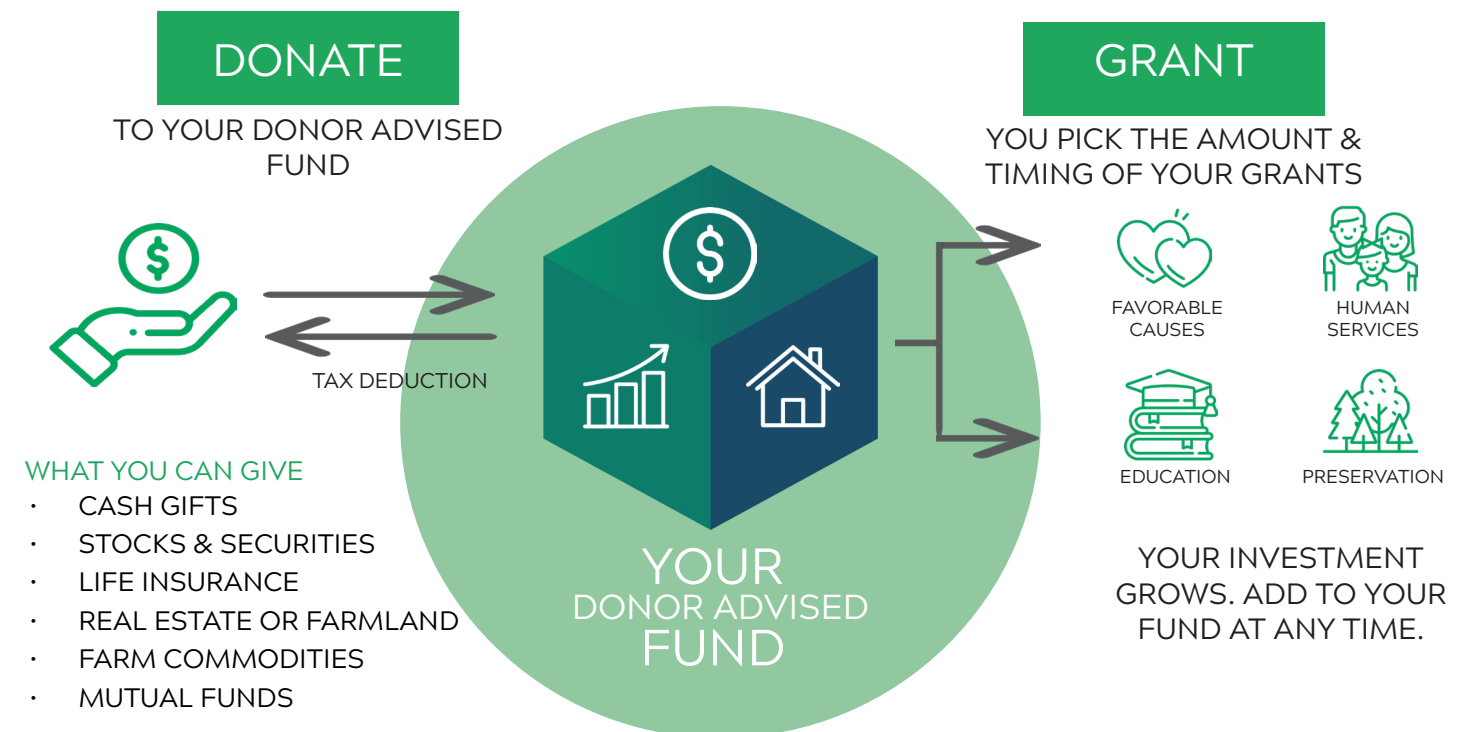 DONATE
TO YOUR DONOR ADVISED
FUND
TAX DEDUCTION
WHAT YOU CAN GIVE
· CASH GIFTS
· STOCKS & SECURITIES
· LIFE INSURANCE
· REAL ESTATE OR FARMLAND
· FARM COMMODITIES
· MUTUAL FUNDS
YOUR
DONOR ADVISED
FUND
GRANT
YOU PICK THE AMOUNT &
TIMING OF YOUR GRANTS
FAVORABLE
CAUSES
HUMAN
SERVICES
EDUCATION
PRESERVATION
YOUR INVESTMENT
GROWS. ADD TO YOUR
FUND AT ANY TIME.